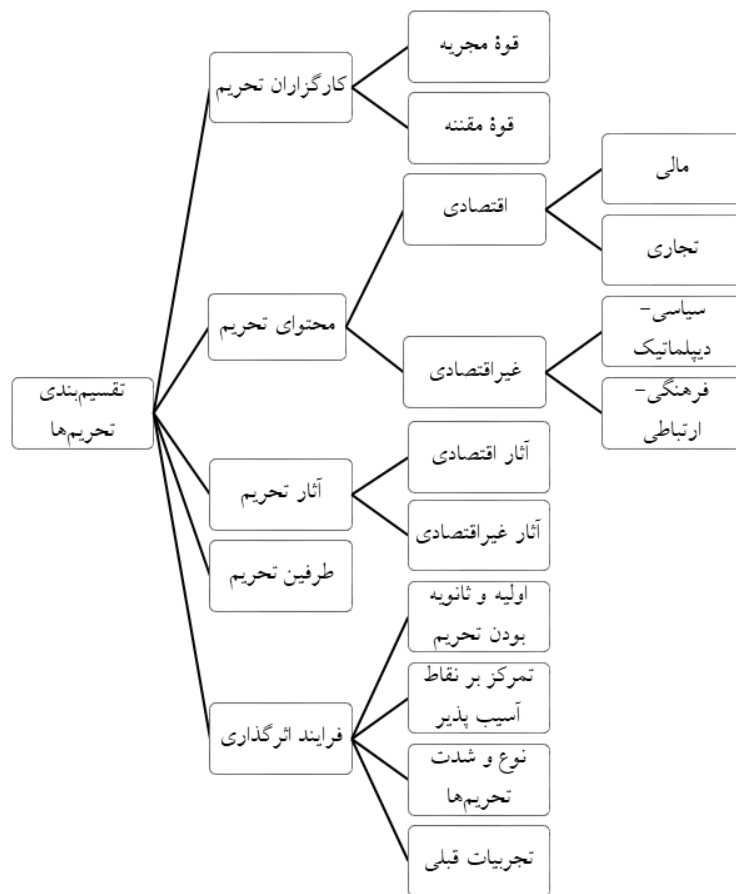 تقسیم‌بندی
تحریم‌ها
کارگزاران تحریم
قوۀ مجریه
قوۀ مقننه
محتوای تحریم
اقتصادی
مالی
تجاری
غیراقتصادی
سیاسی-
دیپلماتیک
فرهنگی-
ارتباطی
آثار تحریم
آثار اقتصادی
آثار غیراقتصادی
طرفین تحریم
فرایند اثرگذاری
اولیه و ثانویه
بودن تحریم
تمرکز بر نقاط
آسیب پذیر
نوع و شدت
تحریم‌ها
تجربیات قبلی